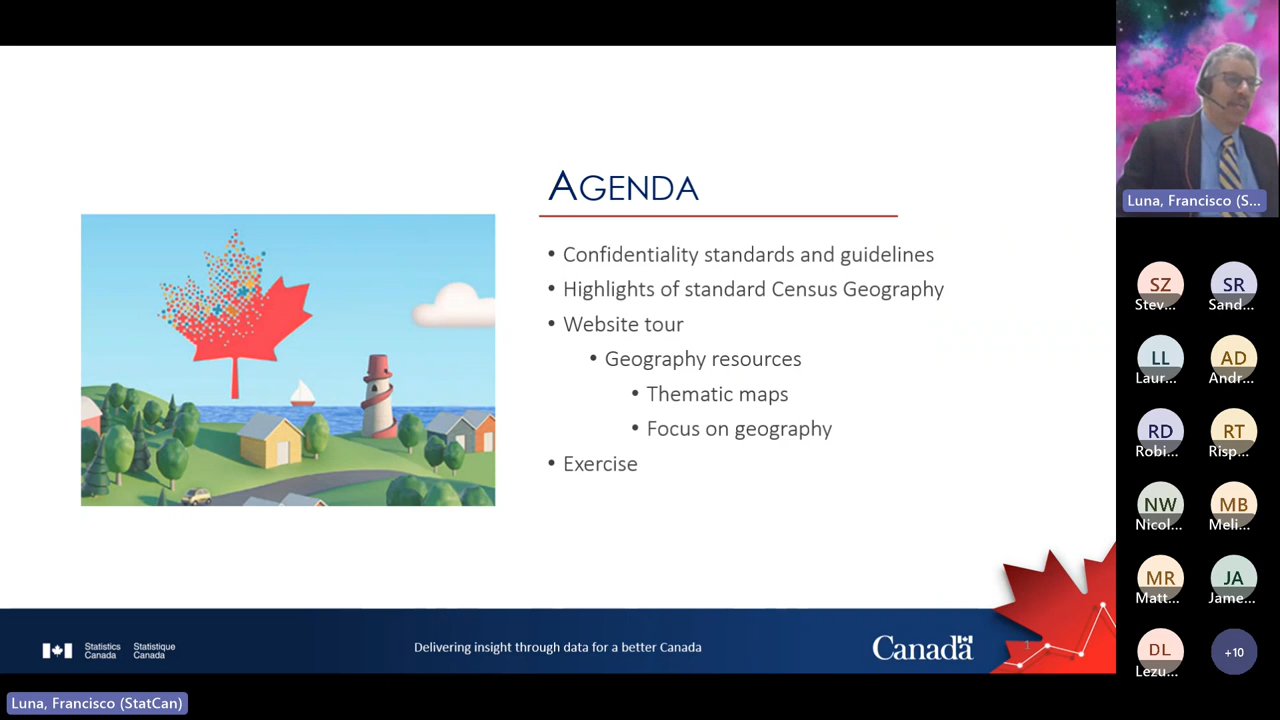 AGENDA
• Confidentiality standards and guidelines
• Highlights of standard Census Geography
• Website tour
• Geography resources
• Thematic maps
• Focus on geography
• Exercise
Statistics
Canada
Statistique
Canada
Delivering insight through data for a better Canada
Canada
1
Luna, Francisco (StatCan)
Luna, Francisco (S...
SZ
Stev...
SR
Sand...
LL
Laur...
AD
Andr...
RD
Robi...
RT
Risp...
NW
Nicol...
MB
Meli...
MR
Matt...
JA
Jame...
DL
Lezu...
+10